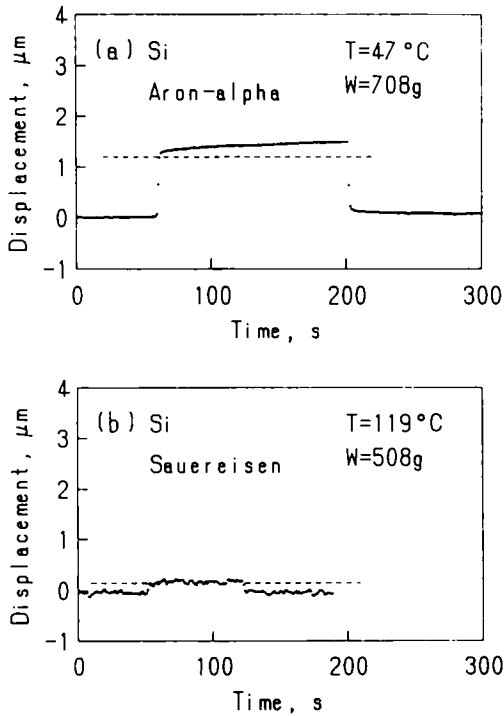 (a) Si T=47°C
Aron-alpha W=708g
Displacement, μm
4
3
2
1
0
-1
0 100 200 300
Time, s
(b) Si T=119°C
Sauereisen W=508g
Displacement, μm
4
3
2
1
0
-1
0 100 200 300
Time, s